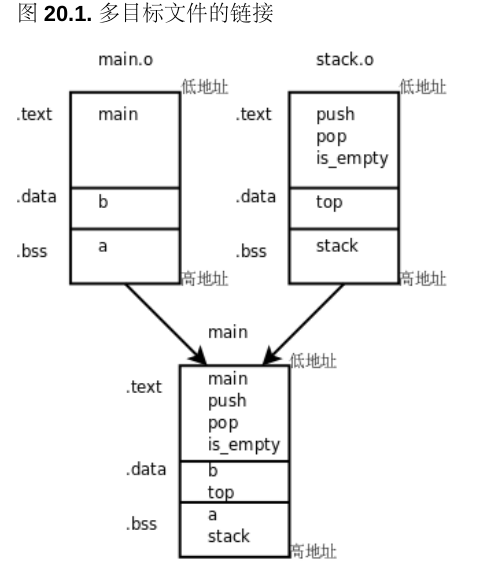 图 20.1. 多目标文件的链接
main.o
低地址
.text
main
.data
b
.bss
a
高地址
stack.o
低地址
.text
push
pop
is_empty
.data
top
.bss
stack
高地址
main
低地址
.text
main
push
pop
is_empty
.data
b
top
.bss
a
stack
高地址